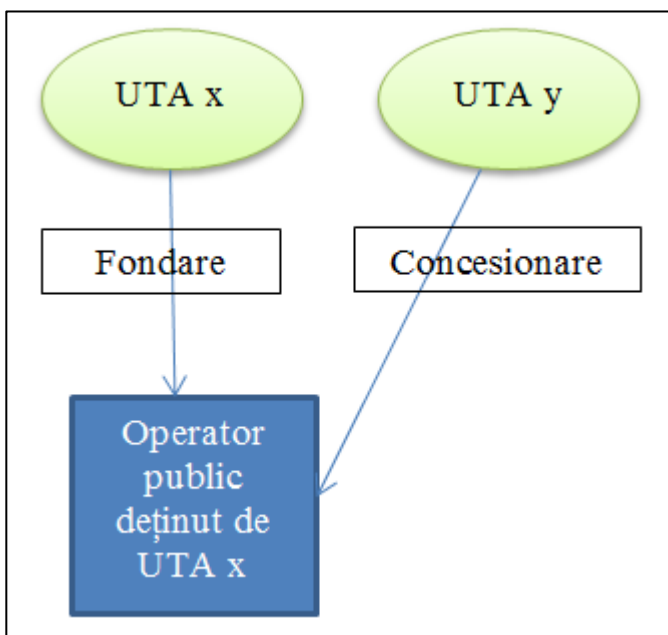 UTA x
UTA y
Fondare
Concesionare
Operator
public
deținut de
UTA x